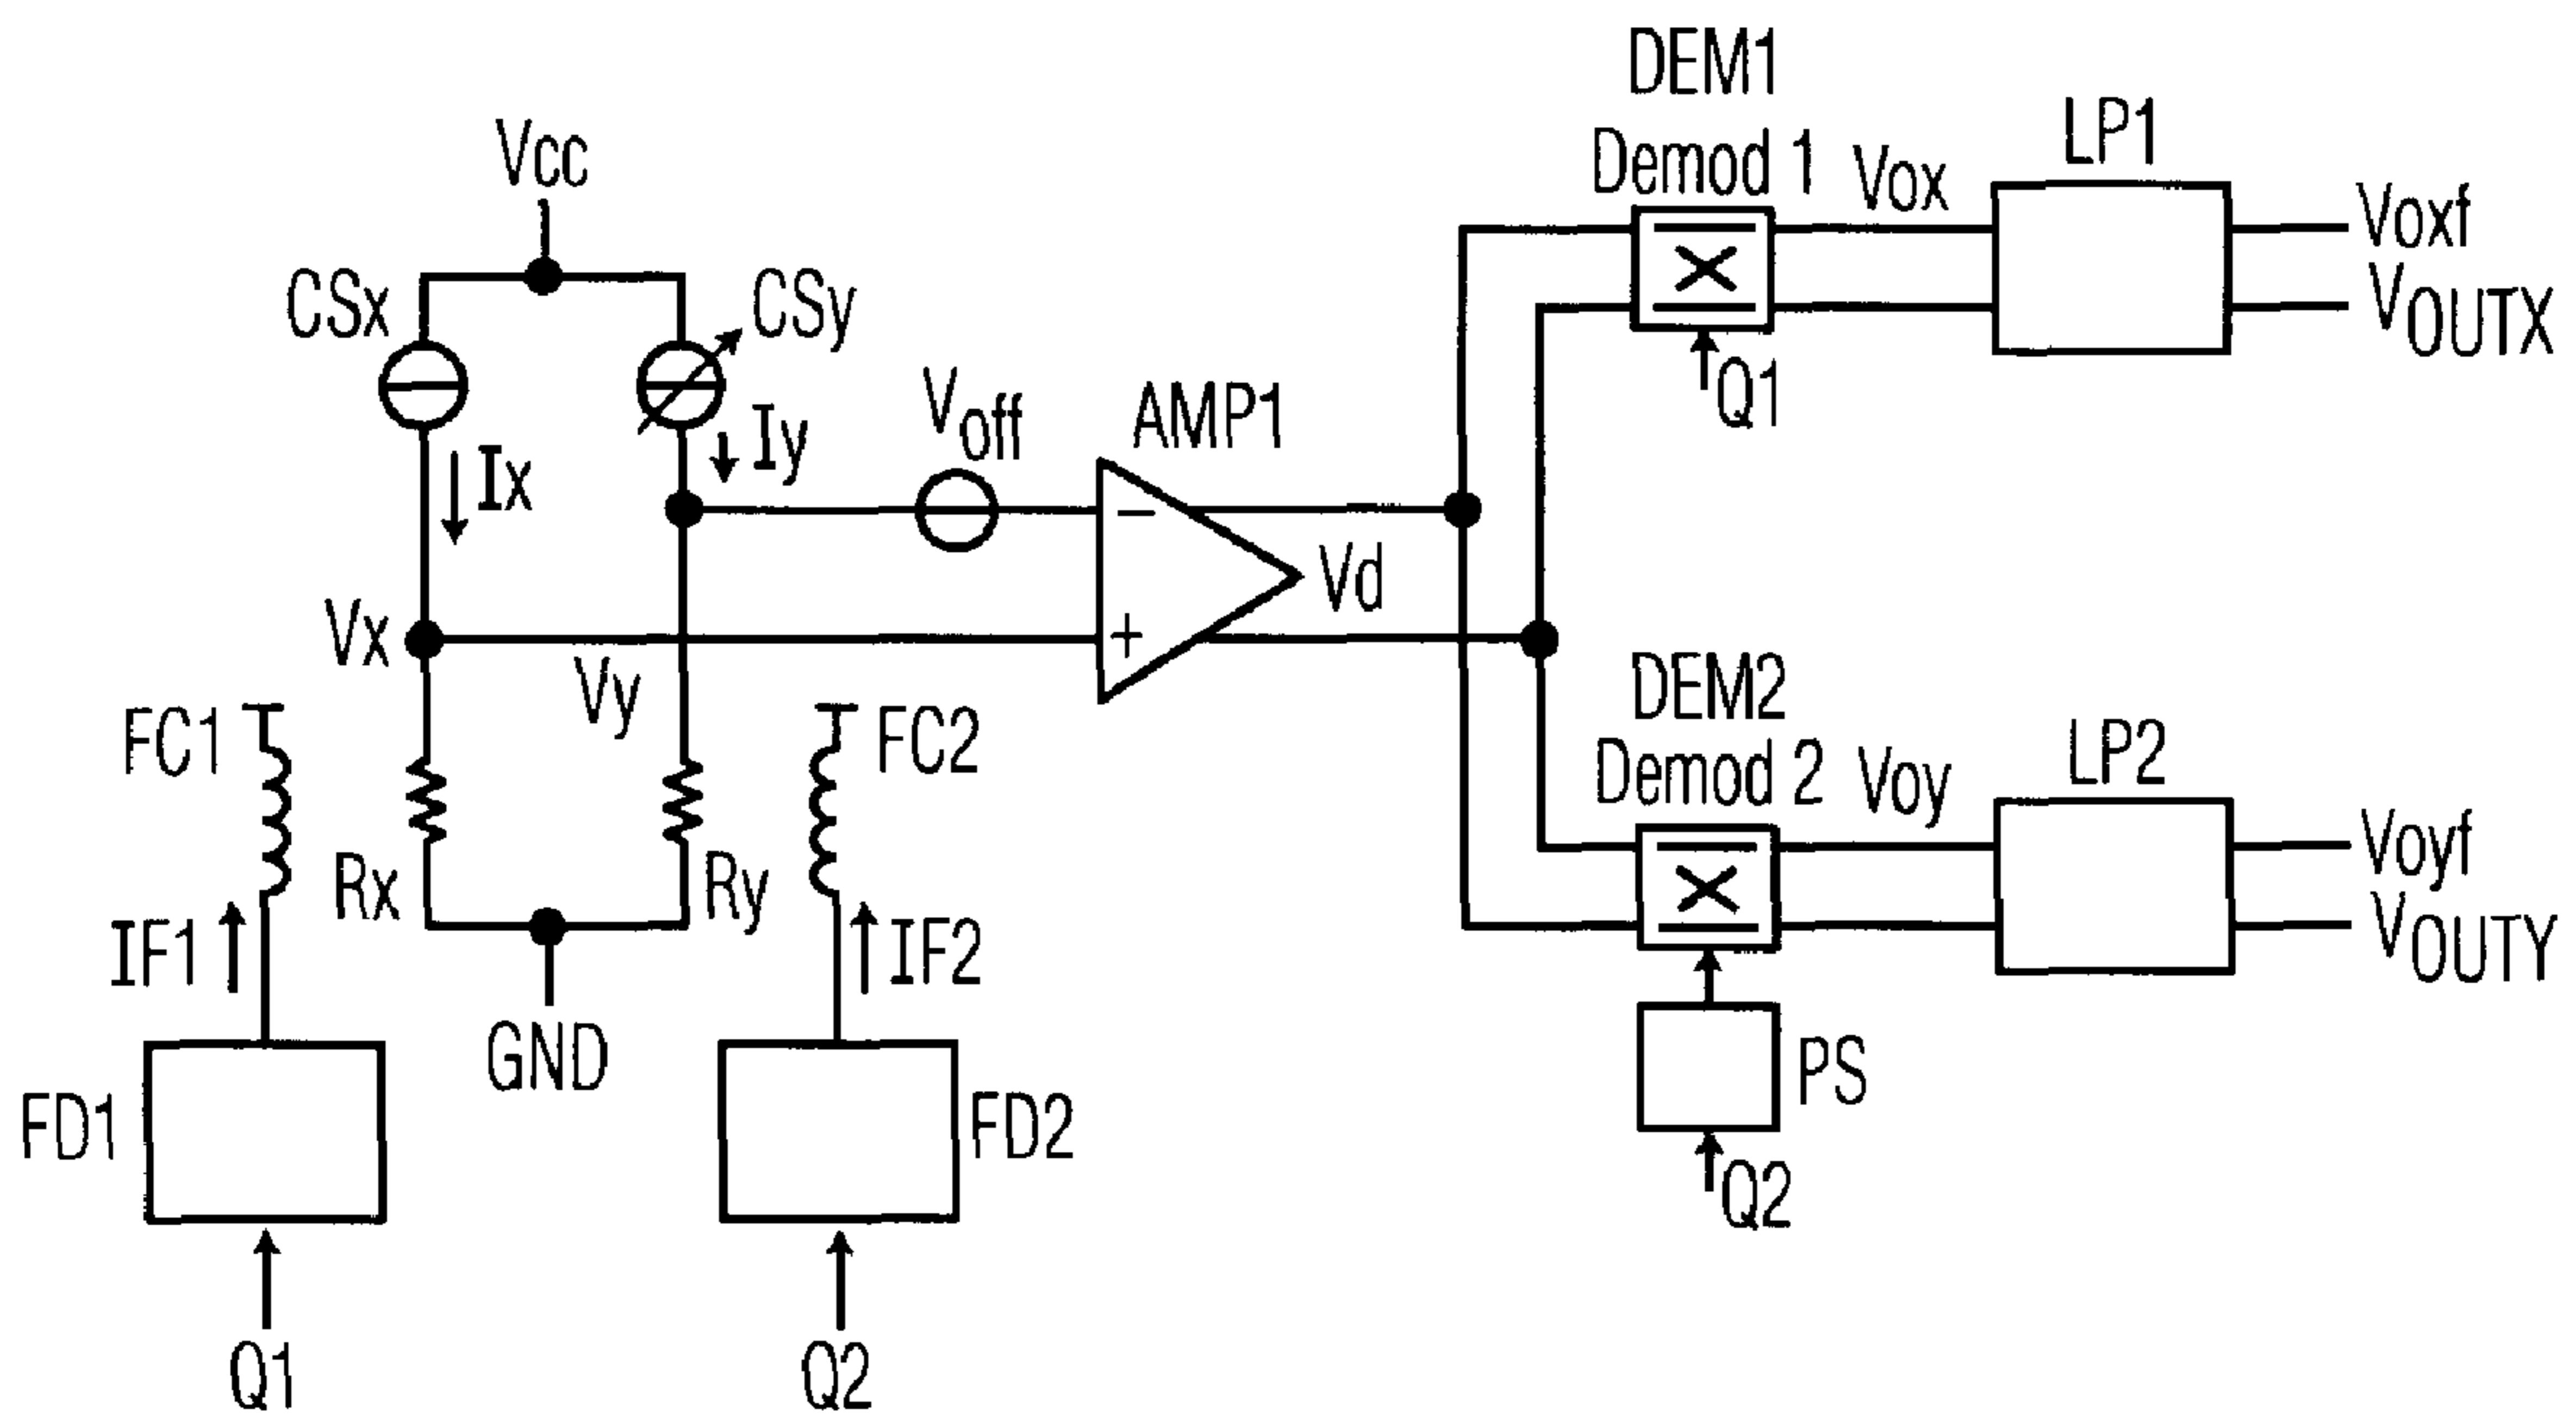 DEM1
Demod 1
Vox
LP1
Voxf
VOUTX
Vcc
CSx
CSy
Ix
Iy
Voff
AMP1
Q1
Vx
Vy
Vd
FC1
FC2
DEM2
Demod 2
Voy
LP2
Voyf
VOUTY
Rx
Ry
IF1
IF2
GND
PS
FD1
FD2
Q2
Q1
Q2
−
+